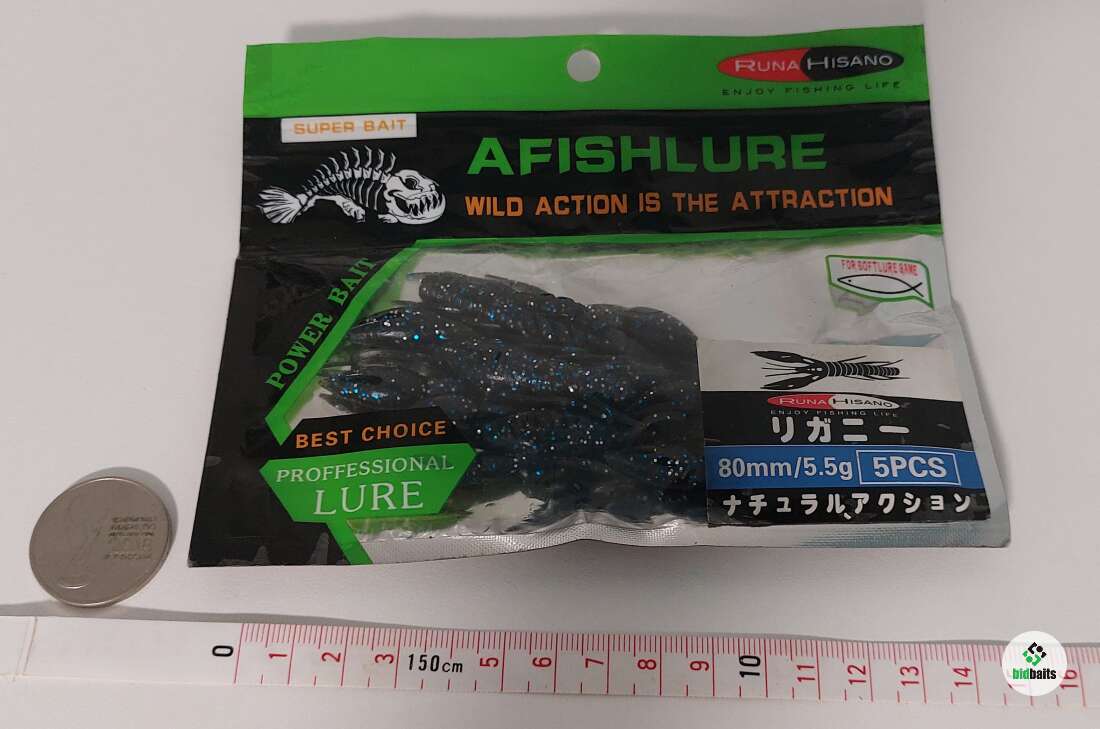 RUNA HISANO
ENJOY FISHING LIFE
SUPER BAIT
AFISHLURE
WILD ACTION IS THE ATTRACTION
FOR SOFTLURE GAME
POWER BAIT
BEST CHOICE
PROFFESSIONAL
LURE
RUNA HISANO
ENJOY FISHING LIFE
リガニー
80mm/5.5g 5PCS
ナチュラル、アクション
0 1 2 3 150cm 5 6 7 8 9 10 11 12 13 14 16
bidbaits